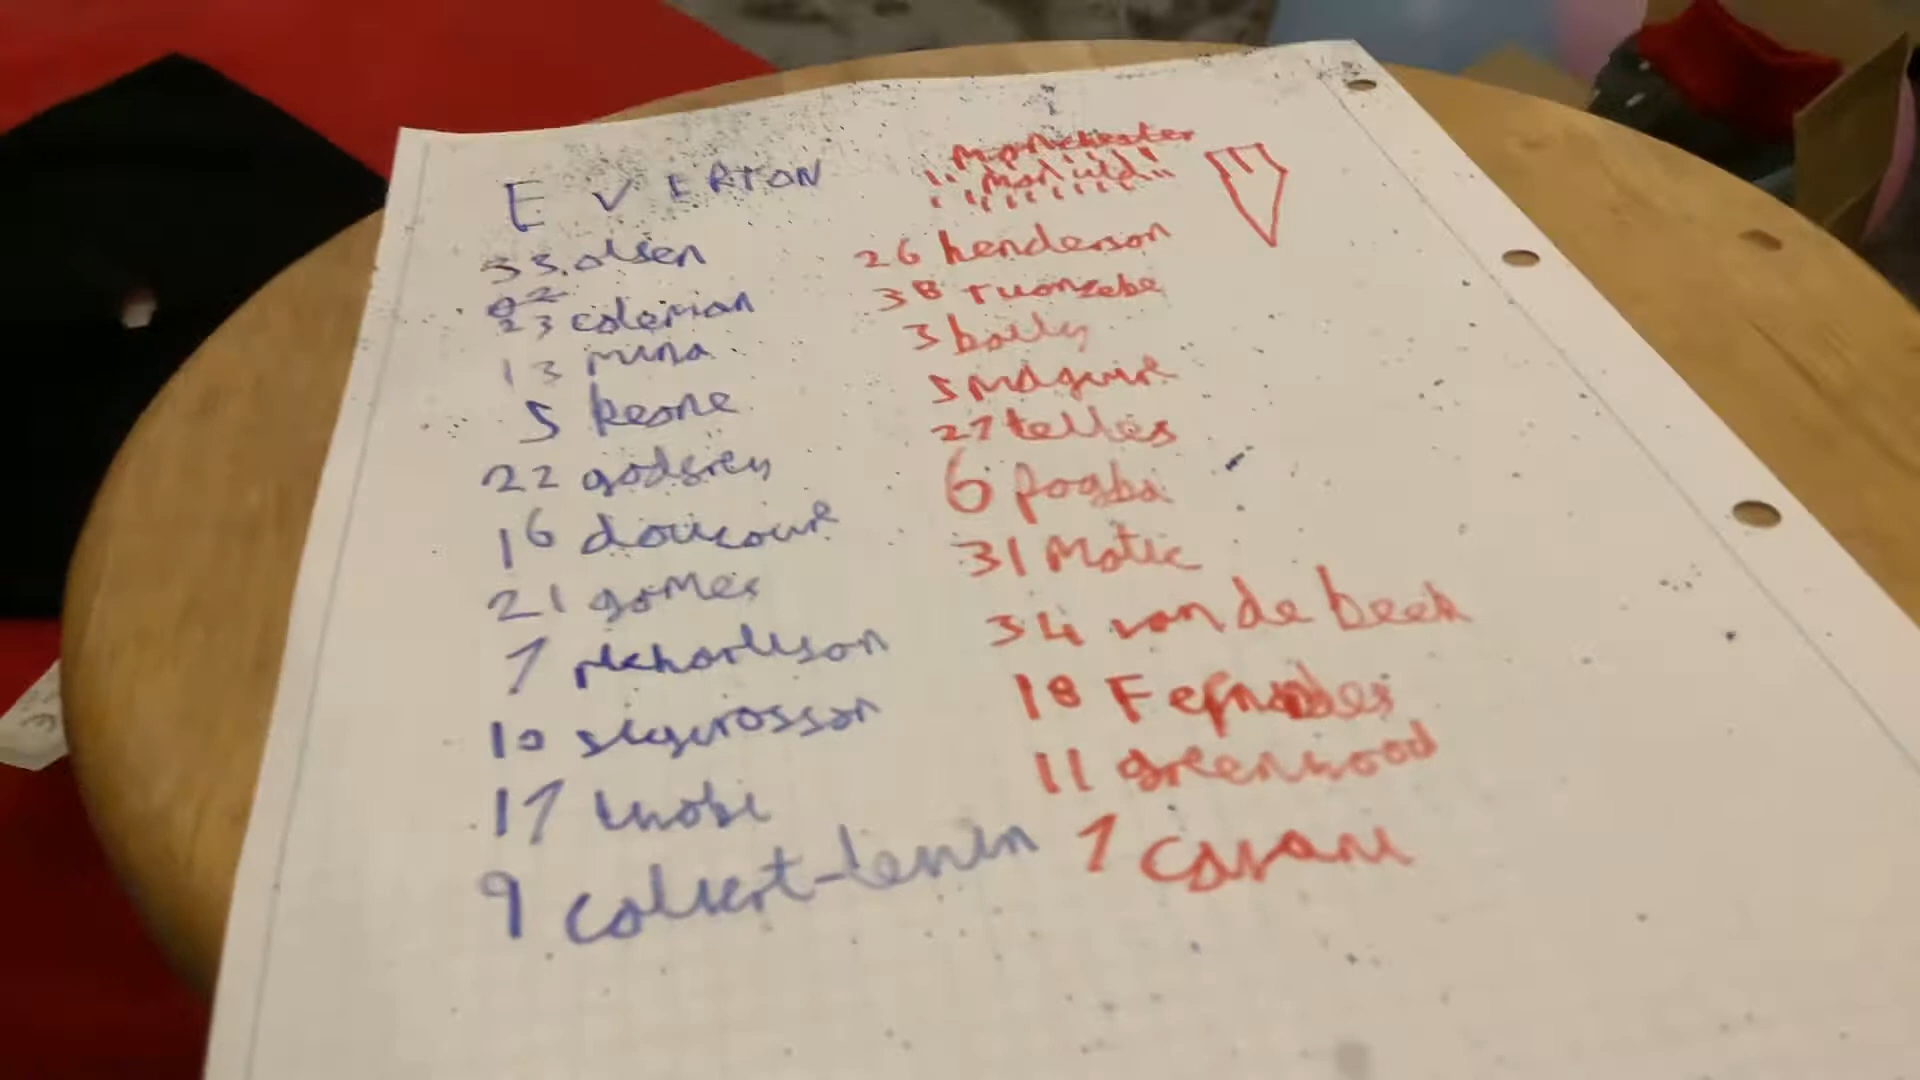 EVERTON
33. olsen
23 coleman
13 mina
5 keane
22 godfrey
16 doucoure
21 gomes
7 richarlison
10 sigurosson
17 iwobi
9 calvert-lewin
Manchester
Man utd
26 henderson
38 Tuanzebe
3 baily
5 maguire
27 telles
6 pogba
31 Matic
34 van de beek
18 Fernandes
11 greenwood
7 Cavani